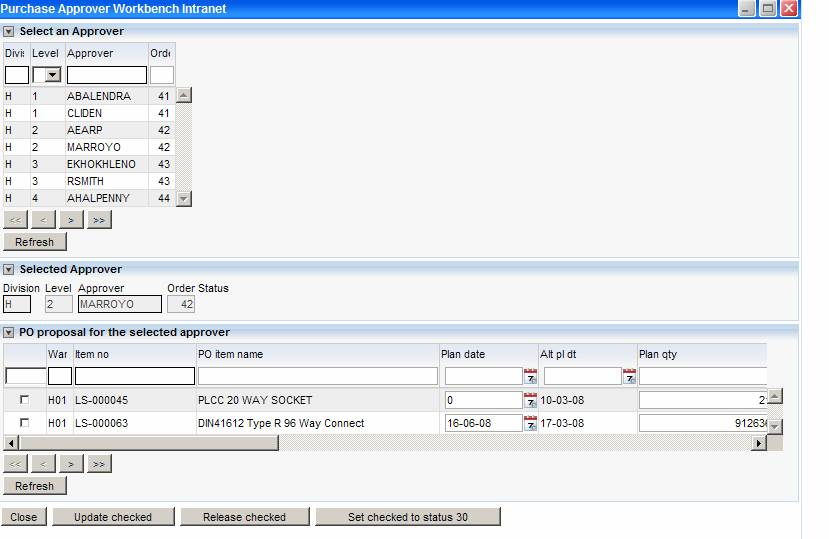 Purchase Approver Workbench Intranet
Select an Approver
Divi Level Approver Orde
H 1 ABALENDRA 41
H 1 CLIDEN 41
H 2 AEARP 42
H 2 MARROYO 42
H 3 EKHOKHLENO 43
H 3 RSMITH 43
H 4 AHALPENNY 44
<< < > >>
Refresh
Selected Approver
Division Level Approver Order Status
H 2 MARROYO 42
PO proposal for the selected approver
War Item no PO item name Plan date Alt pl dt Plan qty
7 7
H01 LS-000045 PLCC 20 WAY SOCKET 0 7 10-03-08
H01 LS-000063 DIN41612 Type R 96 Way Connect 16-06-08 7 17-03-08
<< < > >>
Refresh
Close Update checked Release checked Set checked to status 30